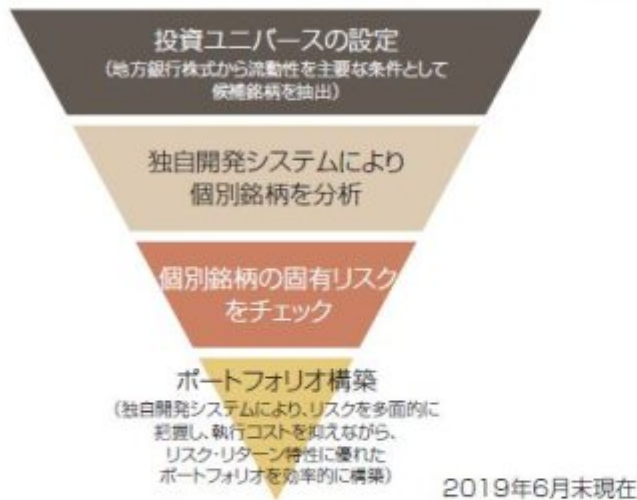 投資ユニバースの設定
（地方銀行株式から流動性を主要な条件として
候補銘柄を抽出）
独自開発システムにより
個別銘柄を分析
個別銘柄の固有リスク
をチェック
ポートフォリオ構築
（独自開発システムにより、リスクを多面的に
把握し、執行コストを抑えながら、
リスク・リターン特性に優れた
ポートフォリオを効率的に構築）
2019年6月末現在